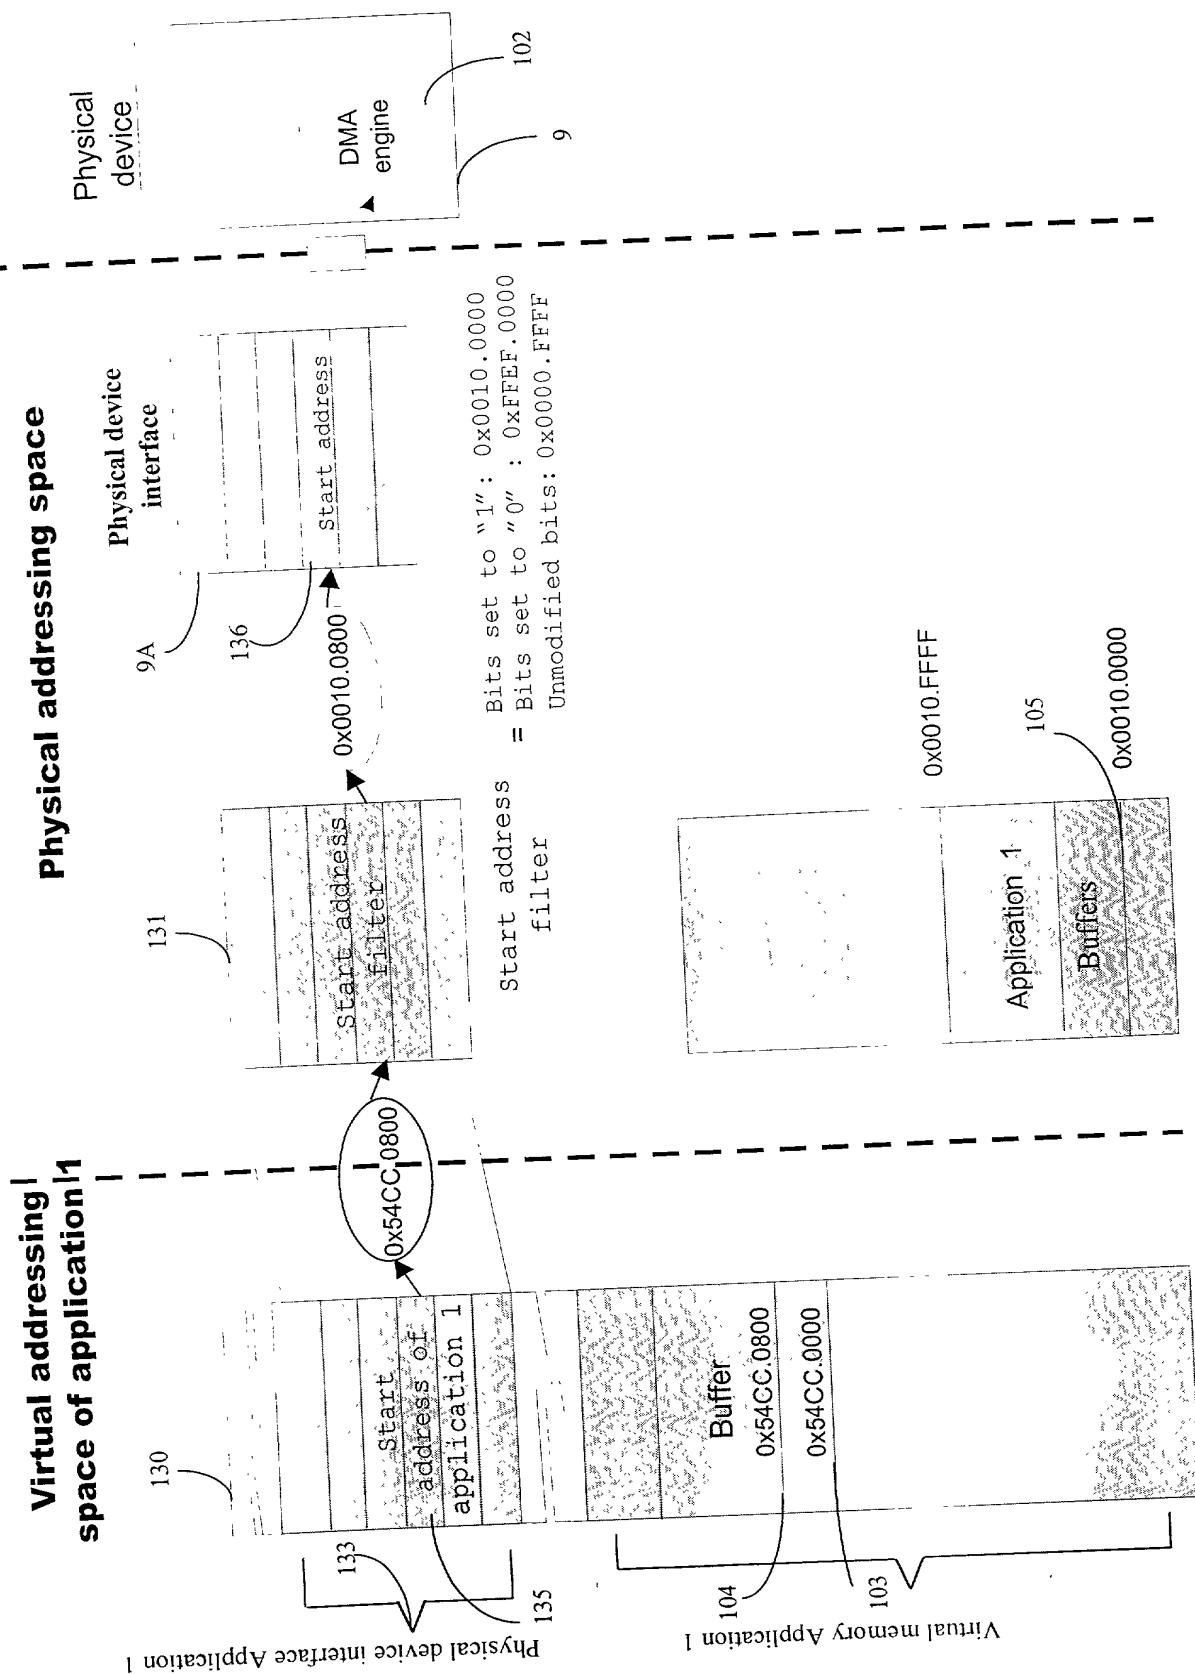 Virtual addressing
space of application 1
Physical addressing space
Physical
device
130
131
Physical device
interface
9A
136
Start
address of
application 1
0x54CC.0800
Start address
filter
0x0010.0800
Start address
DMA
engine
102
9
133
135
Physical device interface Application 1
Start address
filter
=
Bits set to "1": 0x0010.0000
Bits set to "0" : 0xFFEF.0000
Unmodified bits: 0x0000.FFFF
Buffer
0x54CC.0800
0x54CC.0000
104
103
Virtual memory Application 1
Application 1
Buffers
0x0010.FFFF
105
0x0010.0000